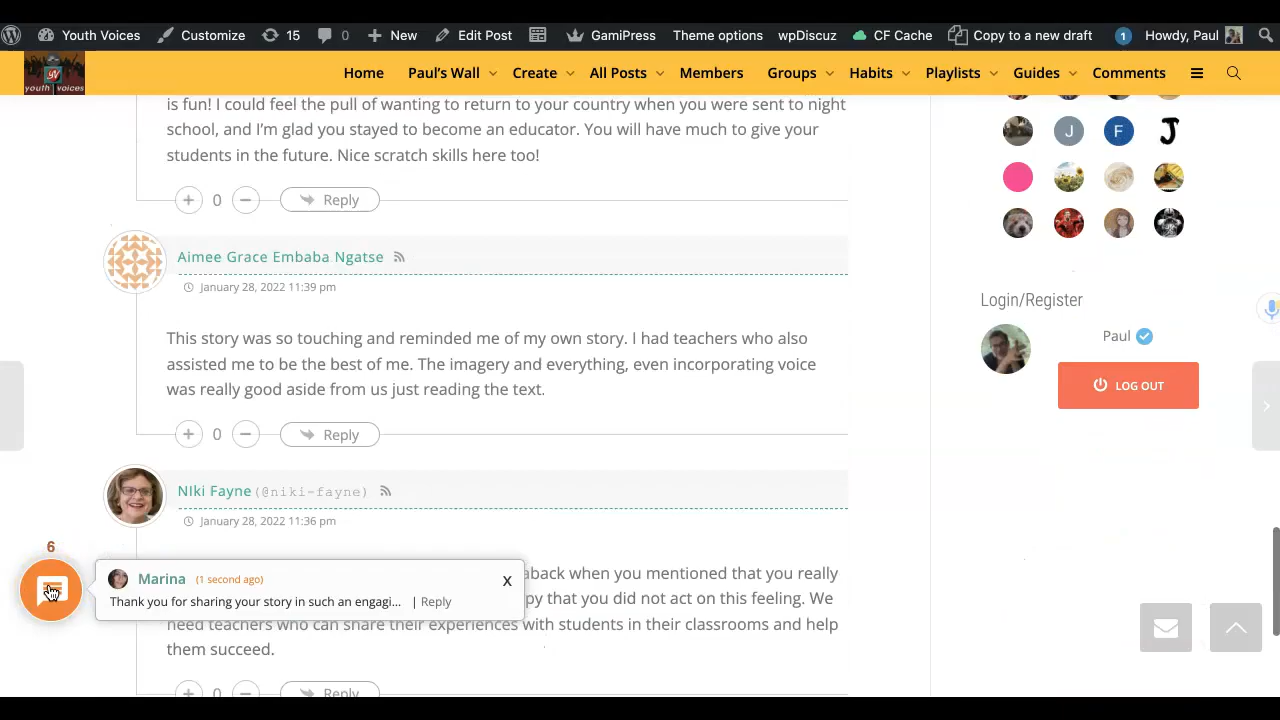 Youth Voices Customize 15 0 New Edit Post GamiPress Theme options wpDiscuz CF Cache Copy to a new draft 1 Howdy, Paul
youth voices
Home Paul's Wall Create All Posts Members Groups Habits Playlists Guides Comments
is fun! I could feel the pull of wanting to return to your country when you were sent to night
school, and I'm glad you stayed to become an educator. You will have much to give your
students in the future. Nice scratch skills here too!
+ 0 − Reply
J F J
Aimee Grace Embaba Ngatse
January 28, 2022 11:39 pm
This story was so touching and reminded me of my own story. I had teachers who also
assisted me to be the best of me. The imagery and everything, even incorporating voice
was really good aside from us just reading the text.
+ 0 − Reply
Login/Register
Paul
LOG OUT
NIki Fayne (@niki-fayne)
January 28, 2022 11:36 pm
6
Marina (1 second ago) x
Thank you for sharing your story in such an engagi... | Reply
aback when you mentioned that you really
py that you did not act on this feeling. We
need teachers who can share their experiences with students in their classrooms and help
them succeed.
+ 0 − Reply